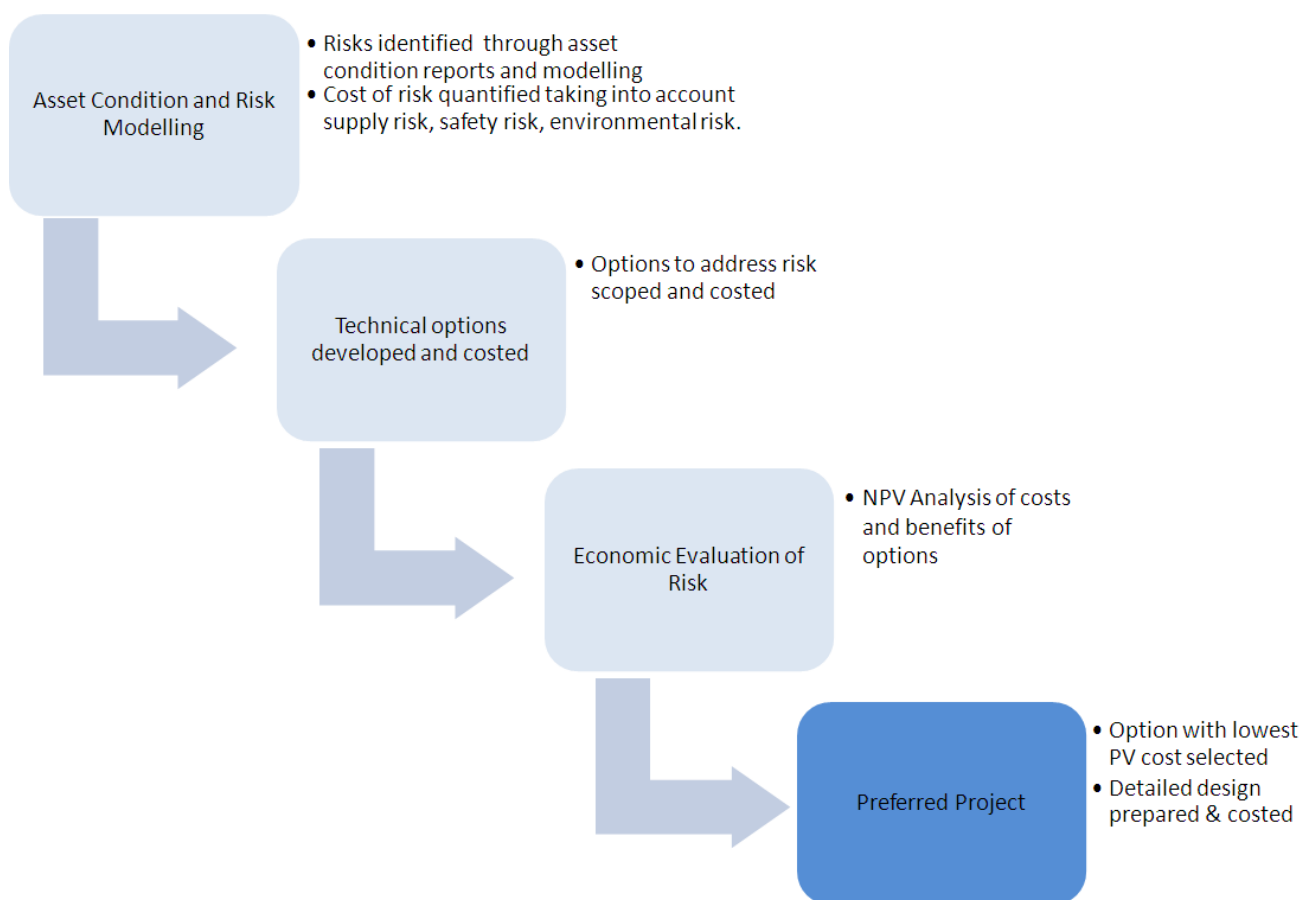 Asset Condition and Risk
Modelling
• Risks identified through asset
condition reports and modelling
• Cost of risk quantified taking into account
supply risk, safety risk, environmental risk.
Technical options
developed and costed
• Options to address risk
scoped and costed
Economic Evaluation of
Risk
• NPV Analysis of costs
and benefits of
options
Preferred Project
• Option with lowest
PV cost selected
• Detailed design
prepared & costed